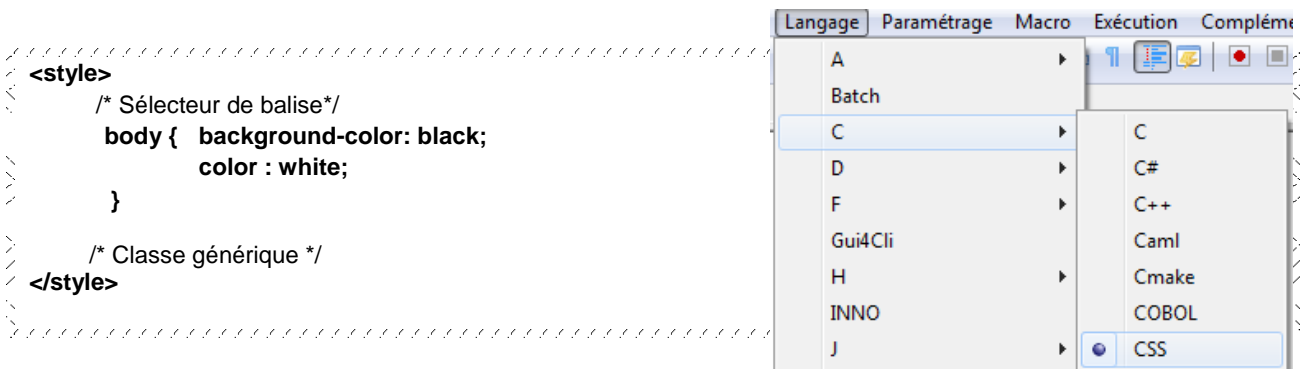 <style>
/* Sélecteur de balise*/
body { background-color: black;
color : white;
}
/* Classe générique */
</style>
Langage Paramétrage Macro Exécution Compléme
A
Batch
C
D
F
Gui4Cli
H
INNO
J
C
C#
C++
Caml
Cmake
COBOL
CSS